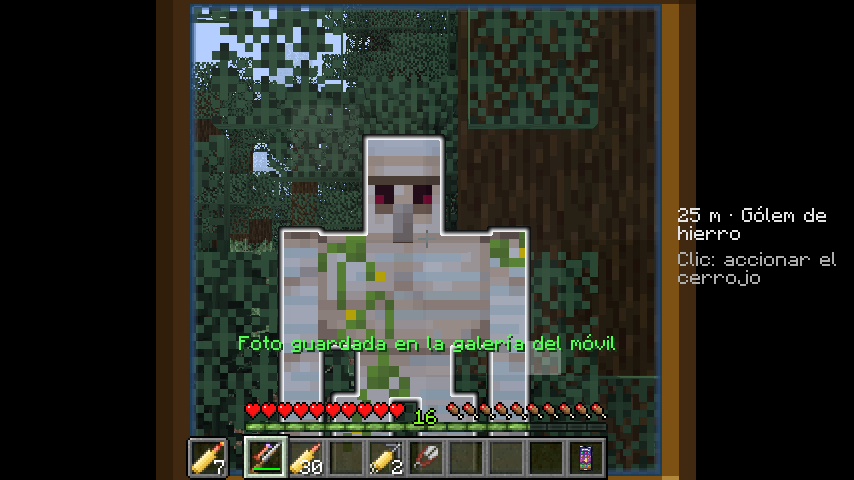 25 m · Gólem de
hierro
Clic: accionar el
cerrojo
Foto guardada en la galería del móvil
16
7
30
2